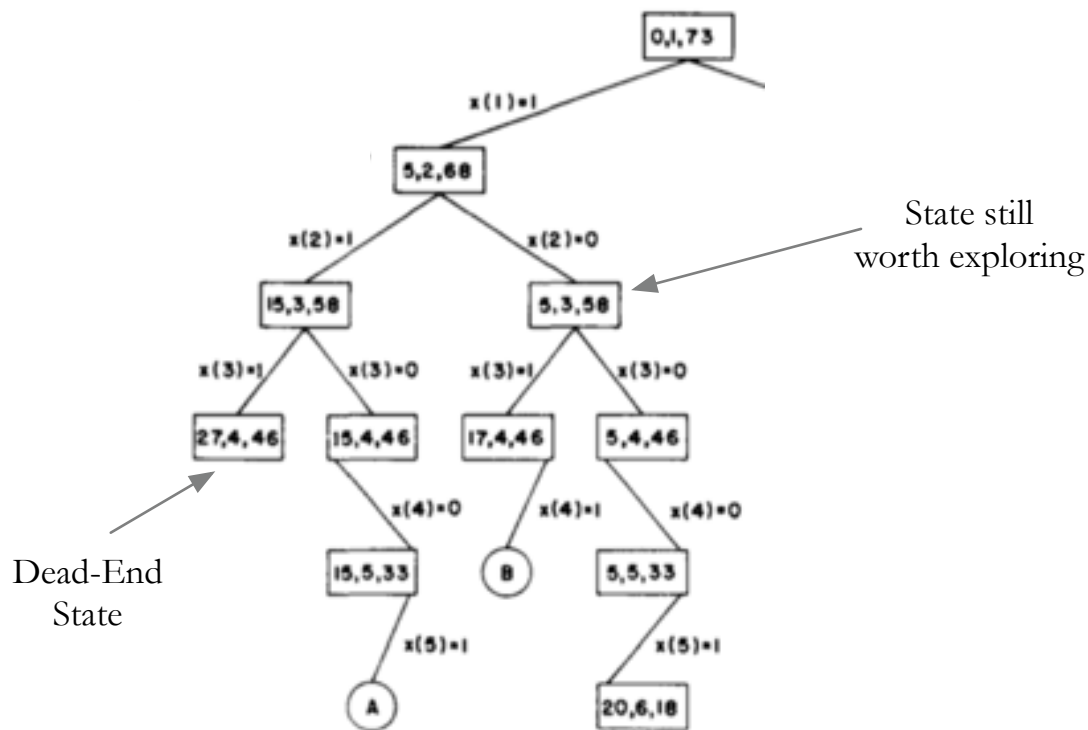 0,1,73
x(1)=1
5,2,68
State still
worth exploring
x(2)=1
x(2)=0
15,3,58
5,3,58
x(3)=1
x(3)=0
x(3)=1
x(3)=0
27,4,46
15,4,46
17,4,46
5,4,46
x(4)=0
x(4)=1
x(4)=0
Dead-End
State
15,5,33
B
5,5,33
x(5)=1
x(5)=1
A
20,6,18